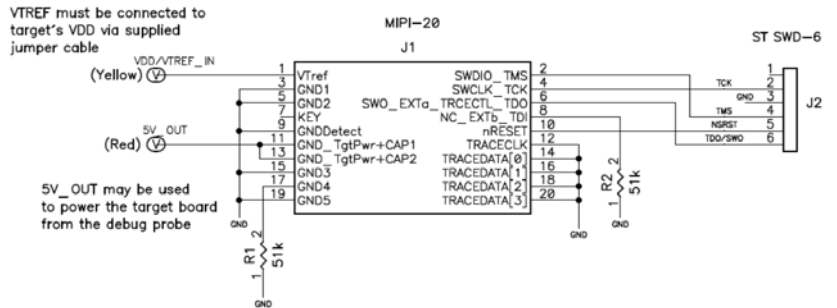 VTREF must be connected to
target's VDD via supplied
jumper cable
MIPI-20
J1
ST SWD-6
VDD/VTREF_IN
(Yellow) V
5V_OUT
(Red) V
5V_OUT may be used
to power the target board
from the debug probe
1 VTref
3 GND1
5 GND2
7 KEY
9 GNDDetect
11 GND_TgtPwr+CAP1
13 GND_TgtPwr+CAP2
15 GND3
17 GND4
19 GND5
SWDIO_TMS 2
SWCLK_TCK 4
SWO_EXTa_TRCECTL_TDO 6
NC_EXTb_TDI 8
nRESET 10
TRACECLK 12
TRACEDATA[0] 14
TRACEDATA[1] 16
TRACEDATA[2] 18
TRACEDATA[3] 20
1
TCK 2
GND 3
TMS 4
NSRST 5
TDO/SWO 6
J2
GND
1 R1 2
51k
GND
GND
1 R2 2
51k
GND